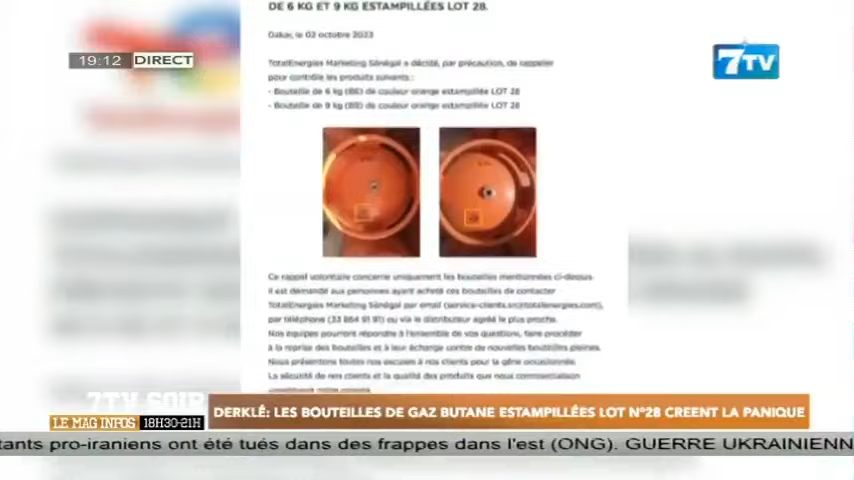 DE 6 KG ET 9 KG ESTAMPILLÉES LOT 28.
Dakar, le 02 octobre 2023
19:12 DIRECT
7TV
TotalEnergies Marketing Sénégal a décidé, par précaution, de rappeler
pour contrôle les produits suivants :
- Bouteille de 6 kg (B6) de couleur orange estampillée LOT 28
- Bouteille de 9 kg (B9) de couleur orange estampillée LOT 28
Ce rappel volontaire concerne uniquement les bouteilles mentionnées ci-dessus.
Il est demandé aux personnes ayant acheté ces bouteilles de contacter
TotalEnergies Marketing Sénégal par email
par téléphone (33 864 91 91) ou via le distributeur agréé le plus proche.
Nos équipes pourront répondre à l'ensemble de vos questions, faire procéder
à la reprise des bouteilles et à leur échange contre de nouvelles bouteilles pleines.
Nous présentons toutes nos excuses à nos clients pour la gêne occasionnée.
La sécurité de nos clients et la qualité des produits que nous commercialison
7TV SOIR
DERKLÉ: LES BOUTEILLES DE GAZ BUTANE ESTAMPILLÉES LOT N°28 CREENT LA PANIQUE
LE MAG INFOS 18H30-21H
tants pro-iraniens ont été tués dans des frappes dans l'est (ONG). GUERRE UKRAINIENN